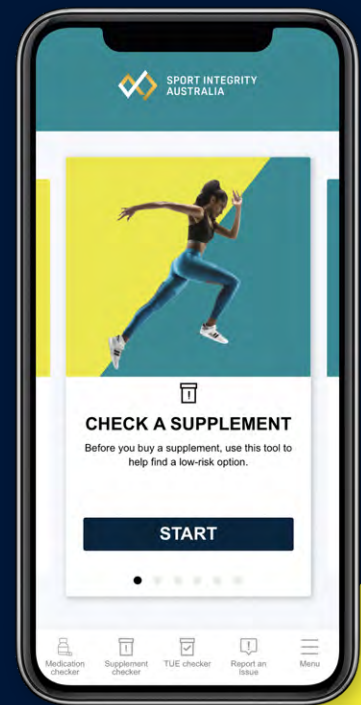 SPORT INTEGRITY
AUSTRALIA
CHECK A SUPPLEMENT
Before you buy a supplement, use this tool to
help find a low-risk option.
START
Medication
checker
Supplement
checker
TUE checker
Report an
Issue
Menu